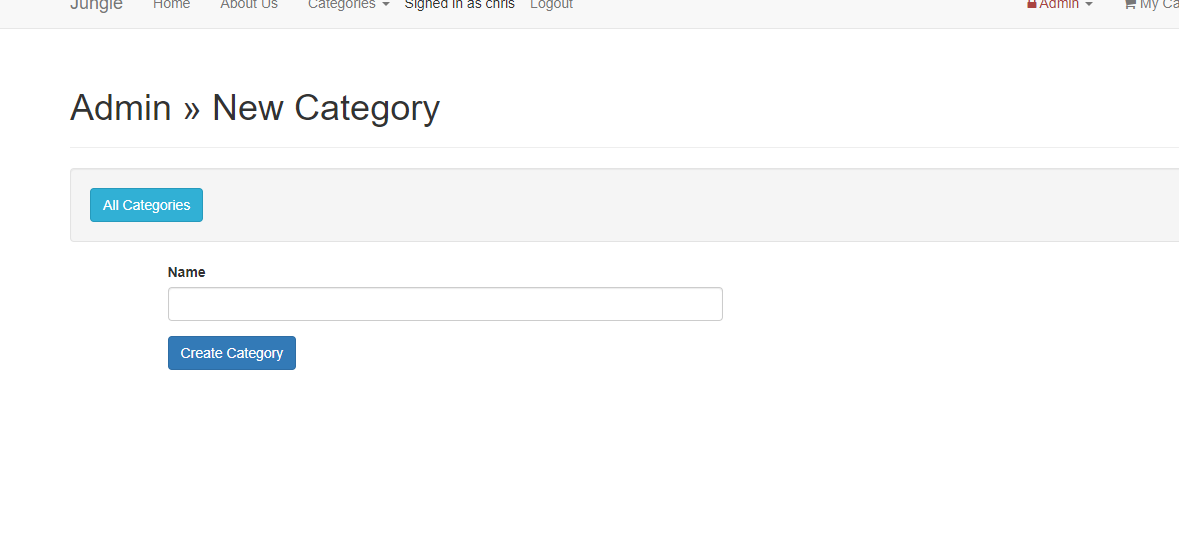 Jungle Home About Us Categories Signed in as chris Logout Admin My Ca
Admin » New Category
All Categories
Name
Create Category